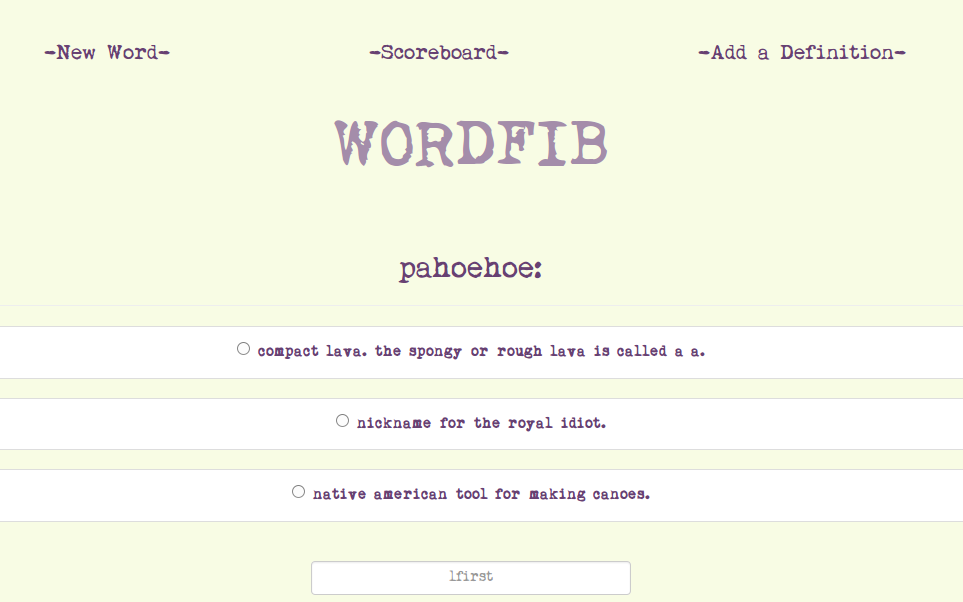 -New Word-
-Scoreboard-
-Add a Definition-
WORDFIB
pahoehoe:
compact lava. the spongy or rough lava is called a a.
nickname for the royal idiot.
native american tool for making canoes.
lfirst